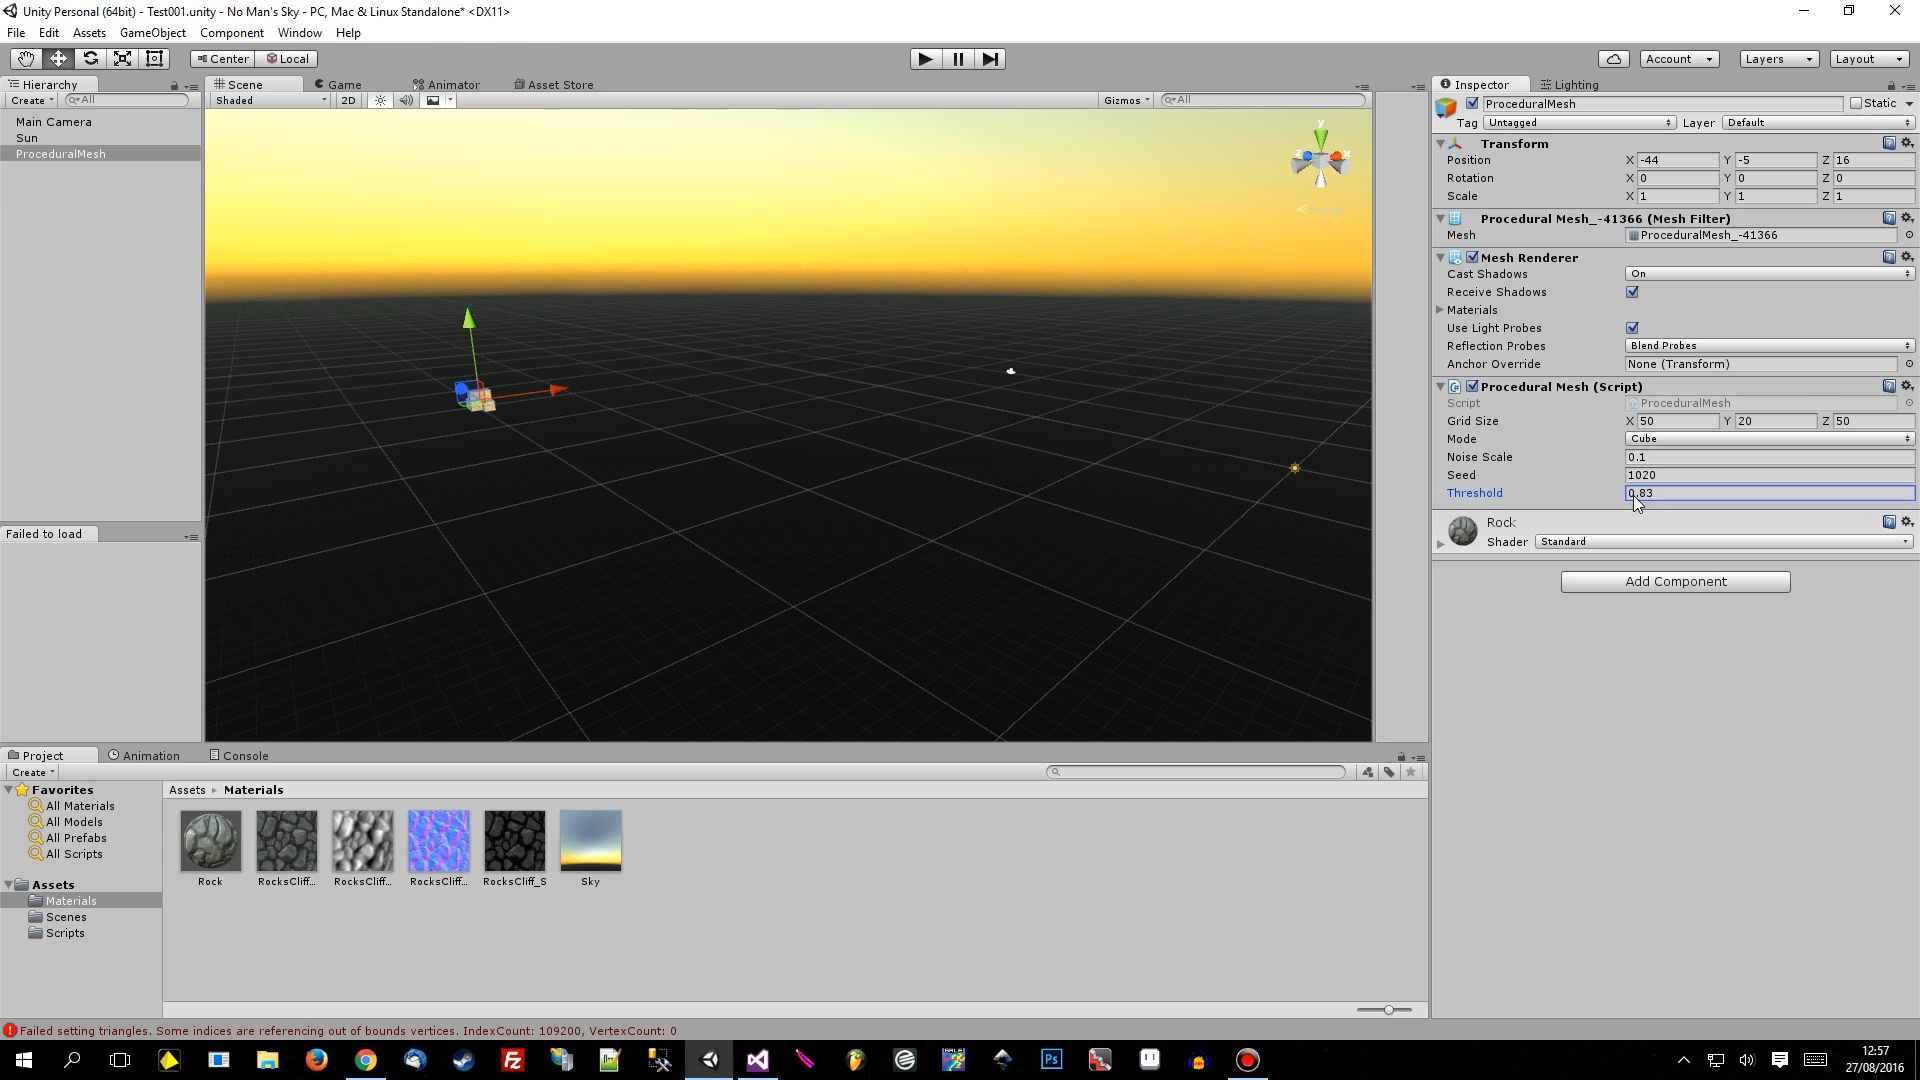 Unity Personal (64bit) - Test001.unity - No Man's Sky - PC, Mac & Linux Standalone* <DX11>
File Edit Assets GameObject Component Window Help
Center Local
Account Layers Layout
Hierarchy
Create All
Main Camera
Sun
ProceduralMesh
Failed to load
Scene Game Animator Asset Store
Shaded 2D Gizmos All
y
z x
Inspector Lighting
ProceduralMesh Static
Tag Untagged Layer Default
Transform
Position X -44 Y -5 Z 16
Rotation X 0 Y 0 Z 0
Scale X 1 Y 1 Z 1
Procedural Mesh_-41366 (Mesh Filter)
Mesh ProceduralMesh_-41366
Mesh Renderer
Cast Shadows On
Receive Shadows
Materials
Use Light Probes
Reflection Probes Blend Probes
Anchor Override None (Transform)
Procedural Mesh (Script)
Script ProceduralMesh
Grid Size X 50 Y 20 Z 50
Mode Cube
Noise Scale 0.1
Seed 1020
Threshold 0.83
Rock
Shader Standard
Add Component
Project Animation Console
Create
Favorites
All Materials
All Models
All Prefabs
All Scripts
Assets
Materials
Scenes
Scripts
Assets Materials
Rock RocksCliff... RocksCliff... RocksCliff... RocksCliff_S Sky
Failed setting triangles. Some indices are referencing out of bounds vertices. IndexCount: 109200, VertexCount: 0
12:57
27/08/2016